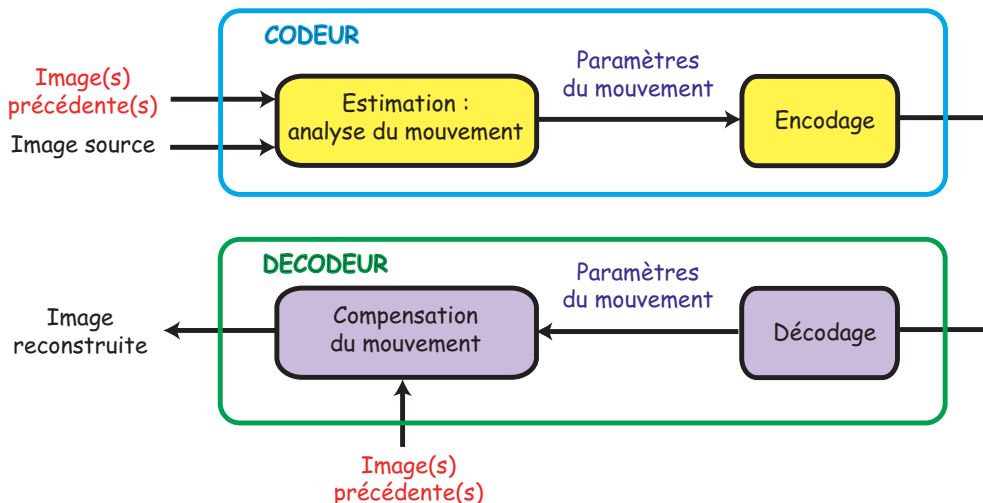 CODEUR
Image(s)
précédente(s)
Image source
Estimation :
analyse du mouvement
Paramètres
du mouvement
Encodage
DECODEUR
Image
reconstruite
Compensation
du mouvement
Paramètres
du mouvement
Décodage
Image(s)
précédente(s)